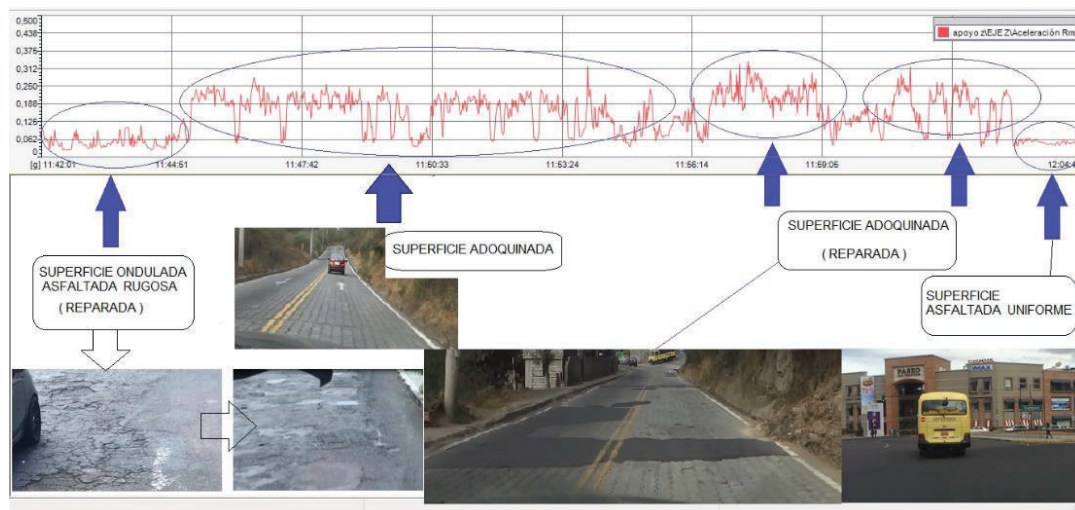 0,500
0,438
0,375
0,312
0,250
0,188
0,125
0,062
0
apoyo z\EJE Z\Aceleración Rm
[g] 11:42:01 11:44:51 11:47:42 11:50:33 11:53:24 11:56:14 11:59:05 12:04:4
SUPERFICIE ONDULADA
ASFALTADA RUGOSA
( REPARADA )
SUPERFICIE ADOQUINADA
SUPERFICIE ADOQUINADA
( REPARADA )
SUPERFICIE
ASFALTADA UNIFORME
PASEO
IMAX